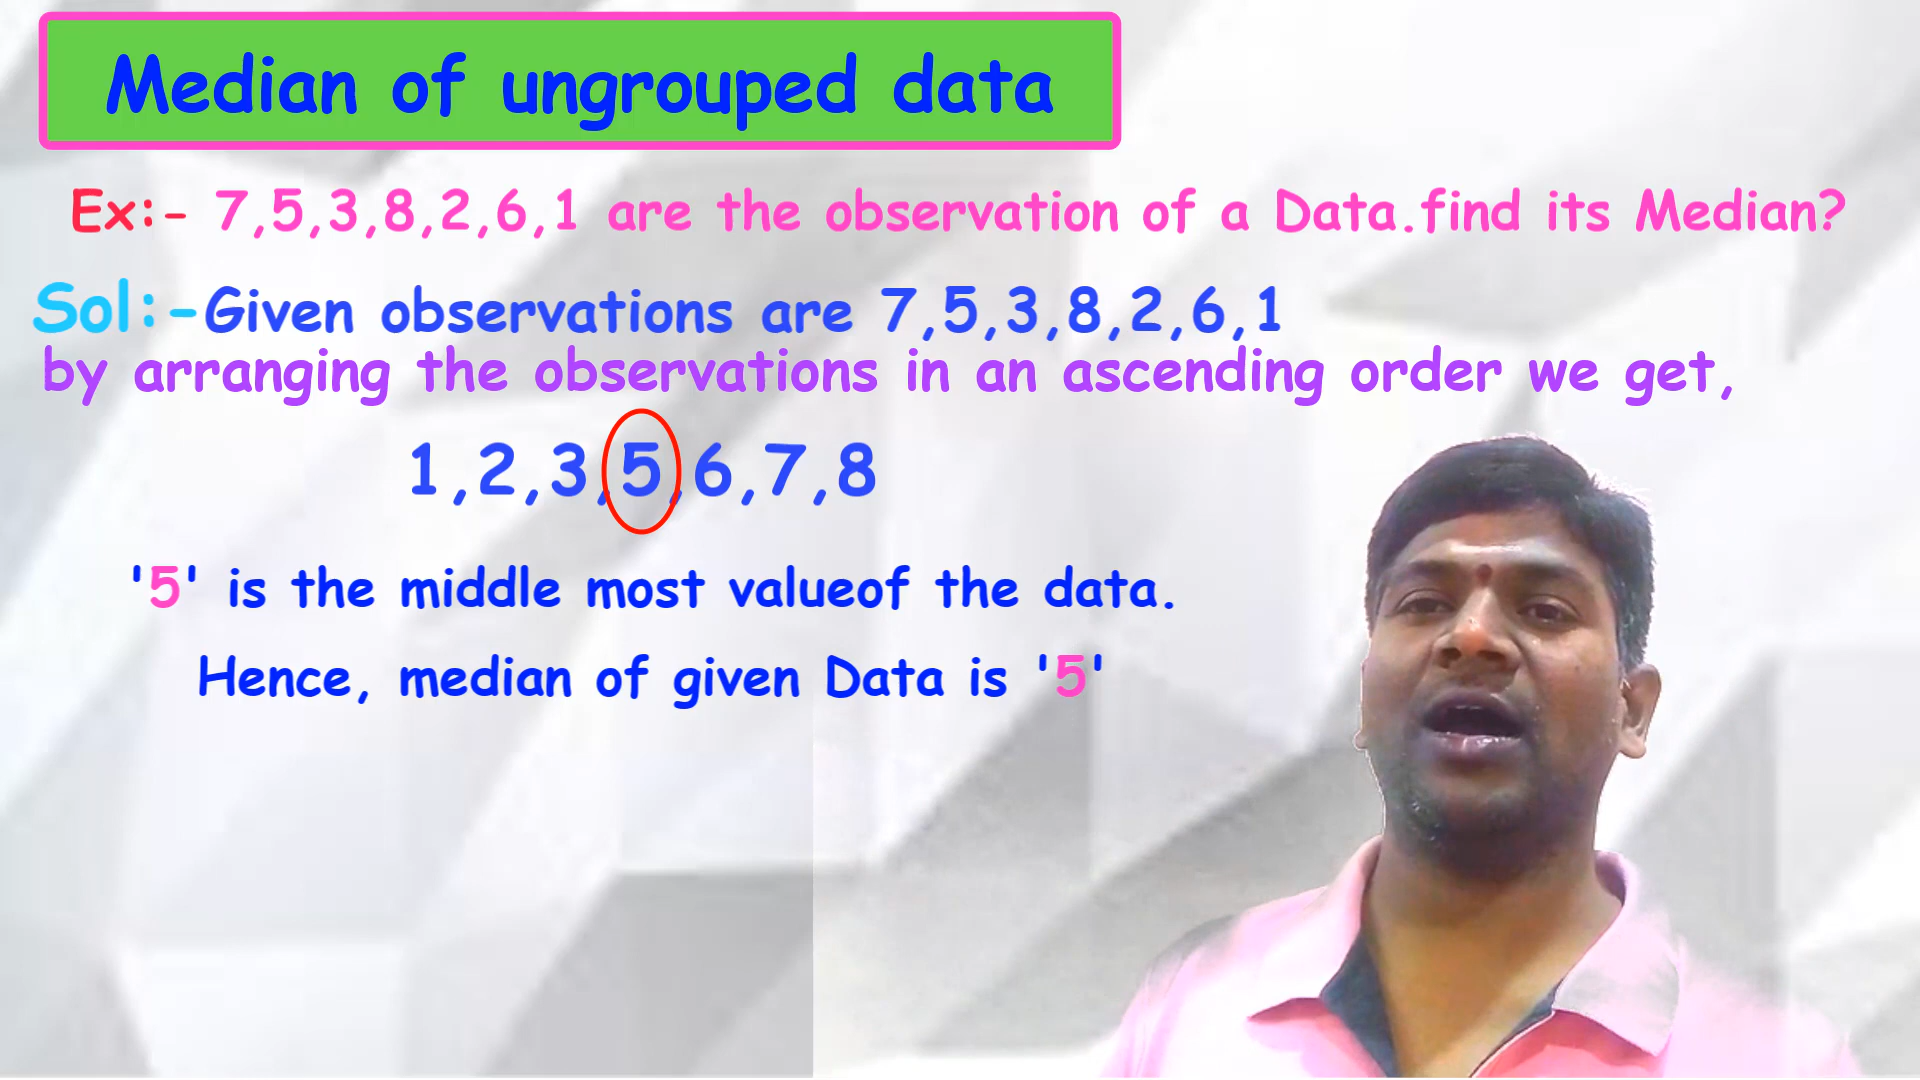 Median of ungrouped data
Ex:- 7,5,3,8,2,6,1 are the observation of a Data.find its Median?
Sol:-Given observations are 7,5,3,8,2,6,1
by arranging the observations in an ascending order we get,
1,2,3,5,6,7,8
'5' is the middle most valueof the data.
Hence, median of given Data is '5'